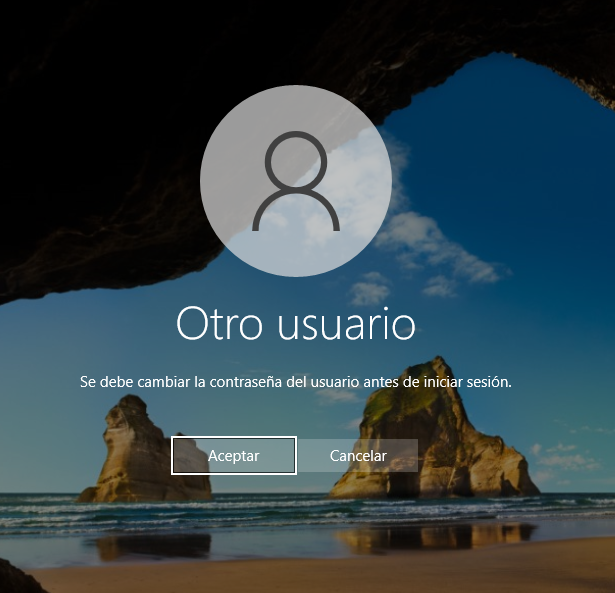 Otro usuario
Se debe cambiar la contraseña del usuario antes de iniciar sesión.
Aceptar
Cancelar